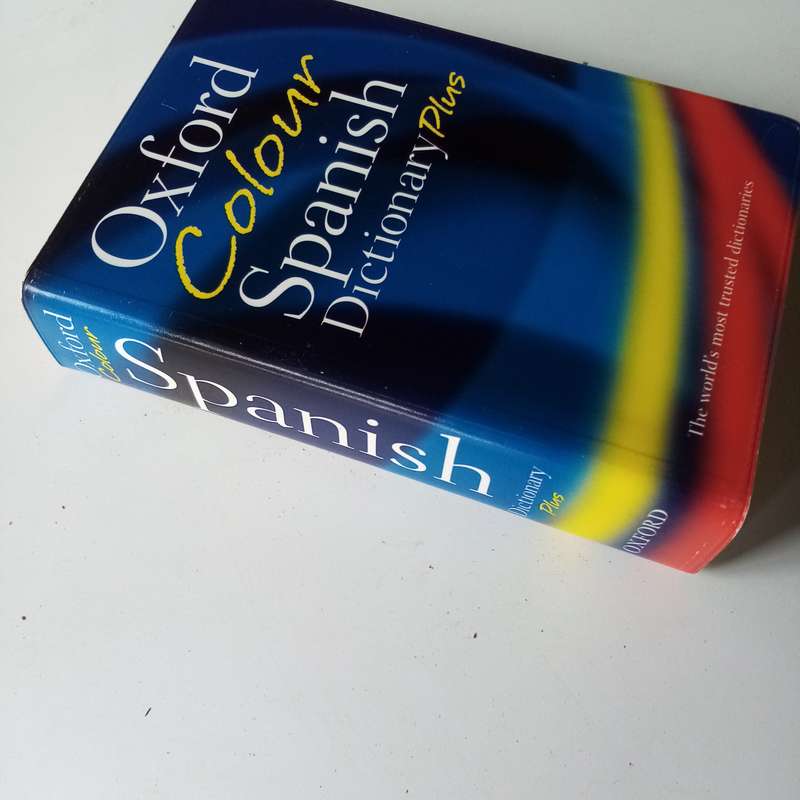 Oxford
Colour
Spanish
Dictionary Plus
The world's most trusted dictionaries
Oxford
Colour
Spanish
Dictionary
Plus
OXFORD